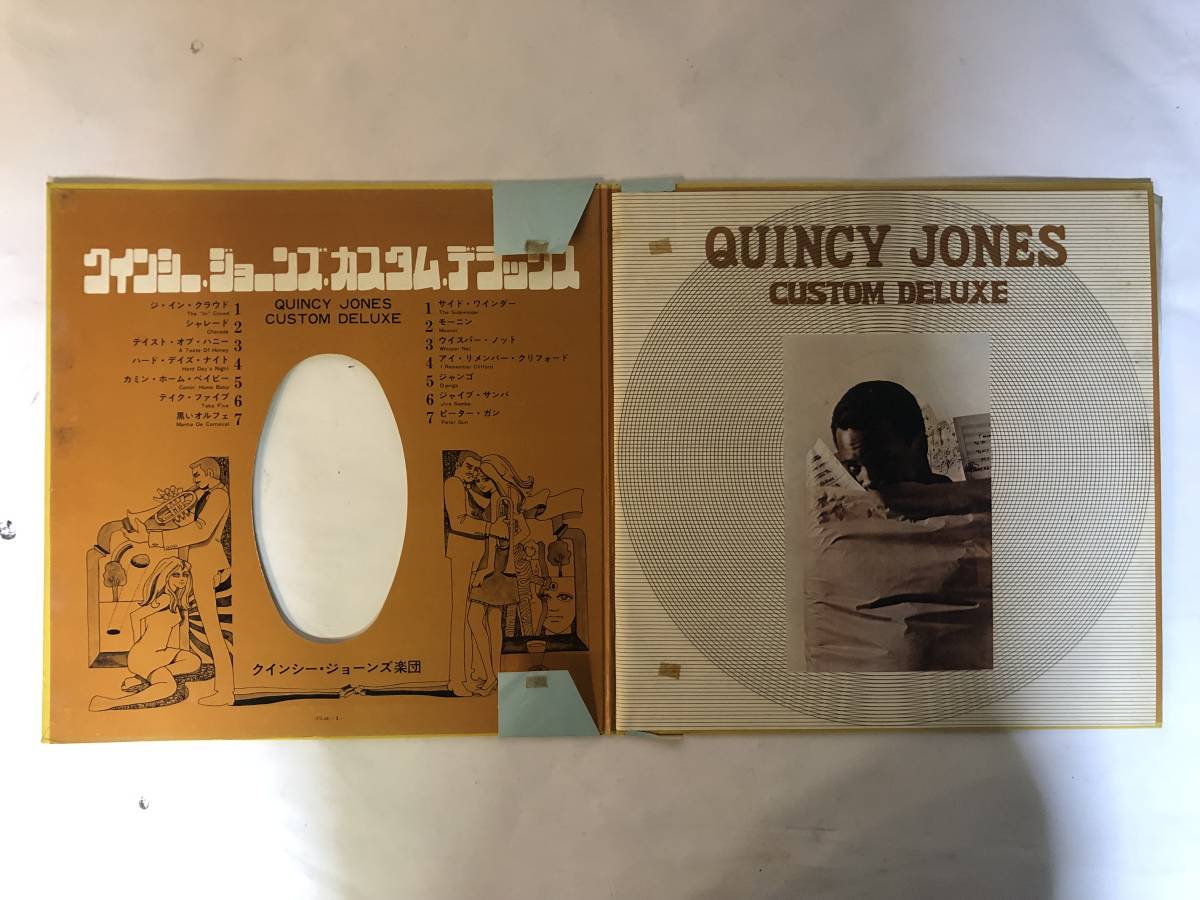 クインシー・ジョーンズ・カスタム・デラックス
QUINCY JONES
CUSTOM DELUXE
ジ・イン・クラウド 1
The "In" Crowd
シャレード 2
Charade
テイスト・オブ・ハニー 3
A Taste Of Honey
ハード・デイズ・ナイト 4
Hard Day's Night
カミン・ホーム・ベイビー 5
Comin' Home Baby
テイク・ファイブ 6
Take Five
黒いオルフェ 7
Manha De Carnaval
1 サイド・ワインダー
The Sidewinder
2 モーニン
Moanin'
3 ウイスパー・ノット
Whisper Not
4 アイ・リメンバー・クリフォード
I Remember Clifford
5 ジャンゴ
Django
6 ジャイブ・サンバ
Jive Samba
7 ピーター・ガン
Peter Gun
クインシー・ジョーンズ楽団
QUINCY JONES
CUSTOM DELUXE